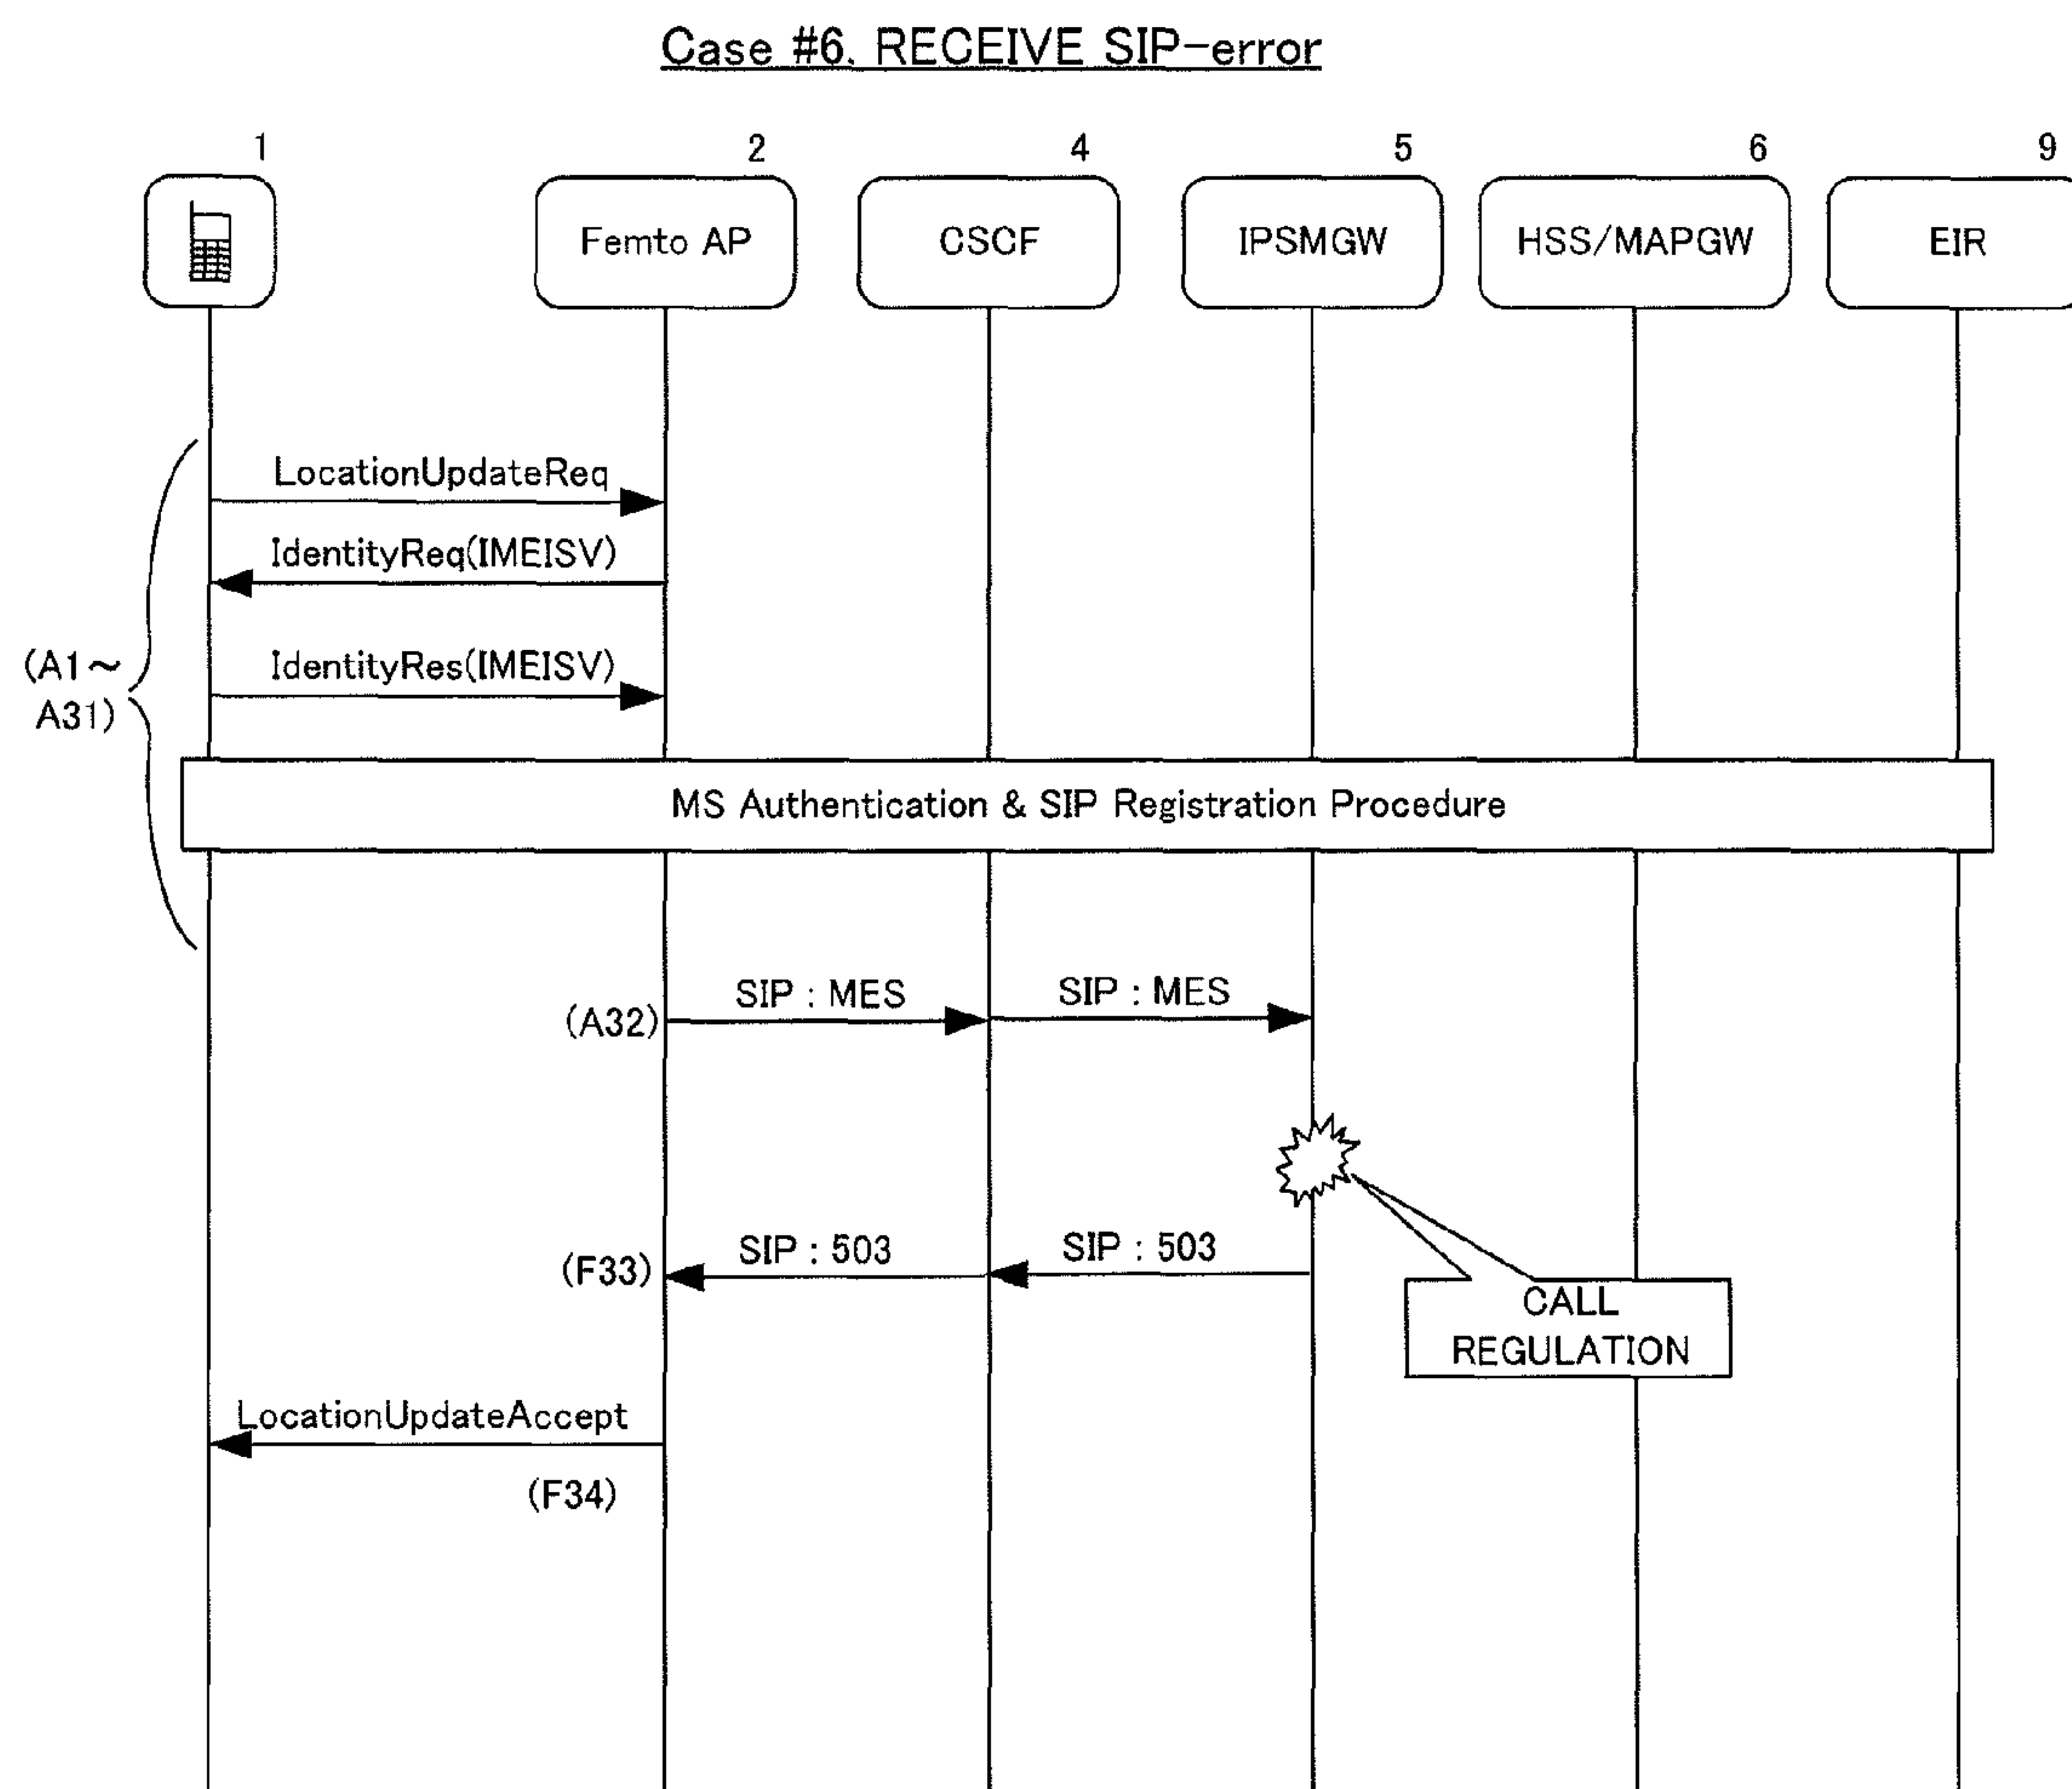 Case #6. RECEIVE SIP-error
1
2
4
5
6
9
Femto AP
CSCF
IPSMGW
HSS/MAPGW
EIR
LocationUpdateReq
IdentityReq(IMEISV)
IdentityRes(IMEISV)
(A1～
A31)
MS Authentication & SIP Registration Procedure
SIP : MES
SIP : MES
(A32)
SIP : 503
SIP : 503
(F33)
CALL
REGULATION
LocationUpdateAccept
(F34)